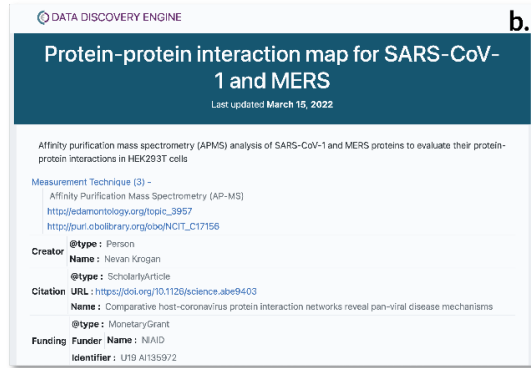 DATA DISCOVERY ENGINE
b.
Protein-protein interaction map for SARS-CoV-
1 and MERS
Last updated March 15, 2022
Affinity purification mass spectrometry (APMS) analysis of SARS-CoV-1 and MERS proteins to evaluate their protein-
protein interactions in HEK293T cells
Measurement Technique (3) -
Affinity Purification Mass Spectrometry (AP-MS)
http://edamontology.org/topic_3957
http://purl.obolibrary.org/obo/NCIT_C17156
@type : Person
Creator
Name : Nevan Krogan
@type : ScholarlyArticle
Citation URL : https://doi.org/10.1126/science.abe9403
Name : Comparative host-coronavirus protein interaction networks reveal pan-viral disease mechanisms
@type : MonetaryGrant
Funding Funder Name : NIAID
Identifier : U19 AI135972